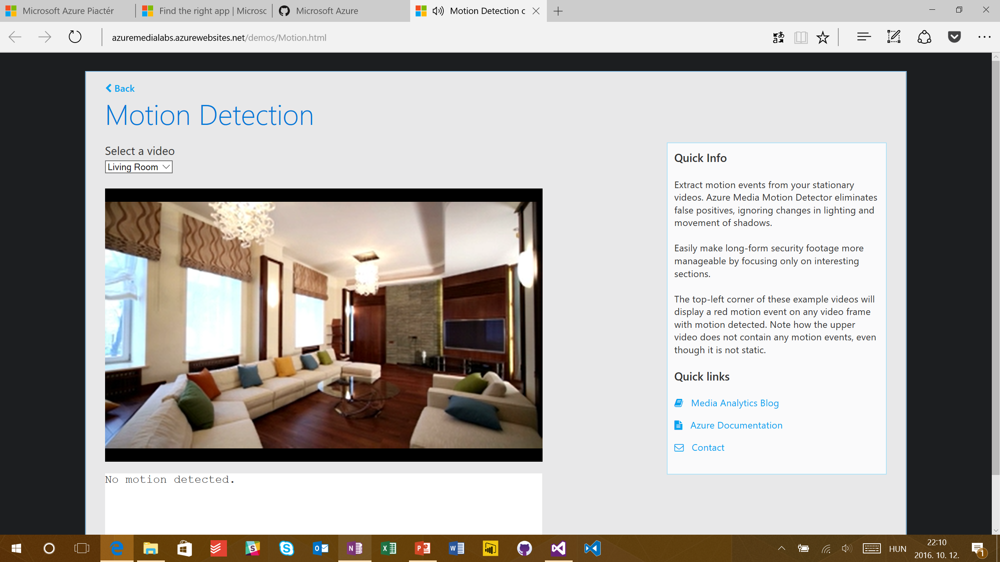 Microsoft Azure Piactér
Find the right app | Microsc
Microsoft Azure
Motion Detection c
azuremedialabs.azurewebsites.net/demos/Motion.html
Back
Motion Detection
Select a video
Living Room
No motion detected.
Quick Info
Extract motion events from your stationary
videos. Azure Media Motion Detector eliminates
false positives, ignoring changes in lighting and
movement of shadows.
Easily make long-form security footage more
manageable by focusing only on interesting
sections.
The top-left corner of these example videos will
display a red motion event on any video frame
with motion detected. Note how the upper
video does not contain any motion events, even
though it is not static.
Quick links
Media Analytics Blog
Azure Documentation
Contact
HUN
22:10
2016. 10. 12.
1